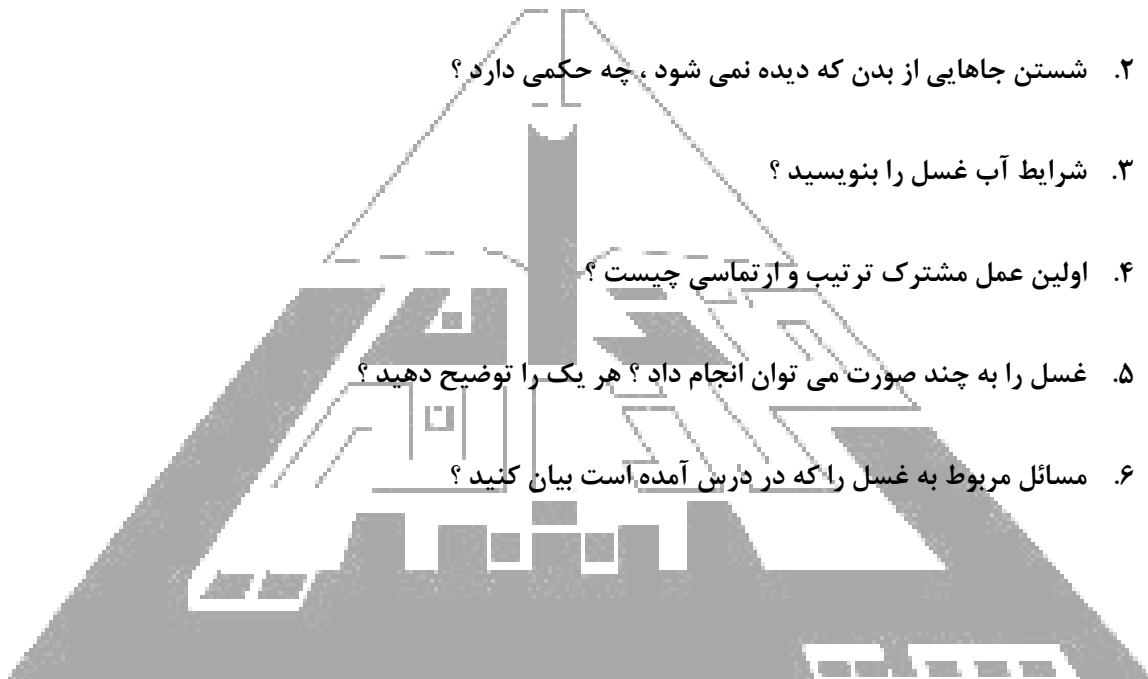 ۲. شستن جاهایی از بدن که دیده نمی شود ، چه حکمی دارد ؟
۳. شرایط آب غسل را بنویسید ؟
۴. اولین عمل مشترک ترتیب و ارتماسی چیست ؟
۵. غسل را به چند صورت می توان انجام داد ؟ هر یک را توضیح دهید ؟
۶. مسائل مربوط به غسل را که در درس آمده است بیان کنید ؟